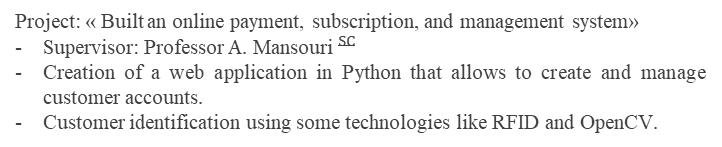 Project: « Built an online payment, subscription, and management system»
- Supervisor: Professor A. Mansouri SC
- Creation of a web application in Python that allows to create and manage
customer accounts.
- Customer identification using some technologies like RFID and OpenCV.